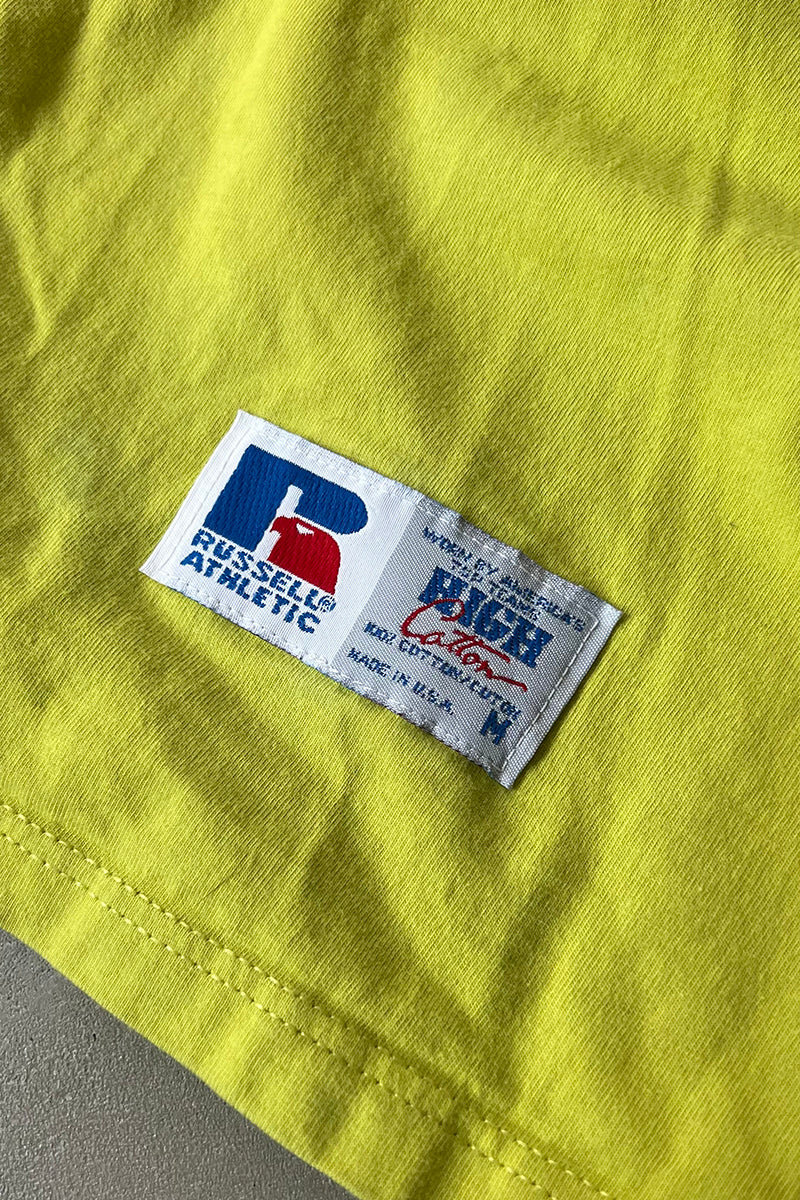 RUSSELL®
ATHLETIC
WORN BY AMERICA'S
TOP TEAMS
HIGH
Cotton
100% COTTON/COTON
MADE IN U.S.A.
M